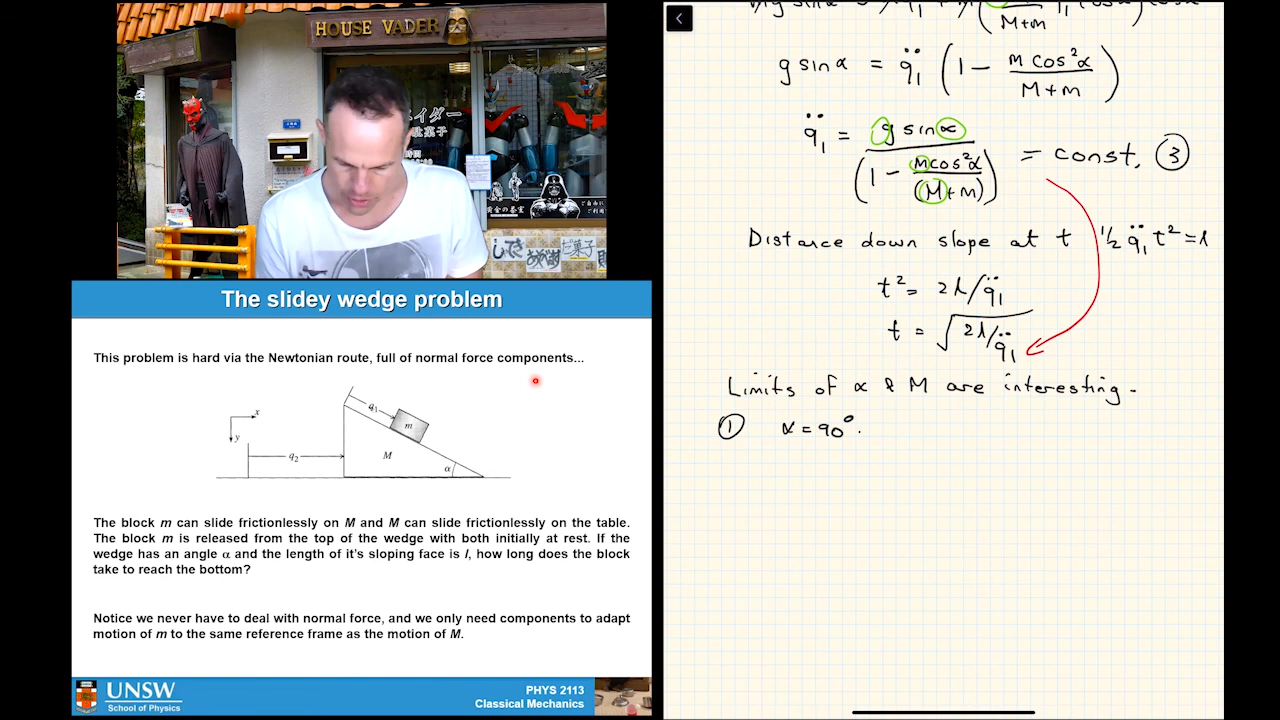 HOUSE VADER
駄菓子
The slidey wedge problem
This problem is hard via the Newtonian route, full of normal force components...
q₁
m
x
y
q₂
M
α
The block m can slide frictionlessly on M and M can slide frictionlessly on the table.
The block m is released from the top of the wedge with both initially at rest. If the
wedge has an angle α and the length of it's sloping face is l, how long does the block
take to reach the bottom?
Notice we never have to deal with normal force, and we only need components to adapt
motion of m to the same reference frame as the motion of M.
UNSW
School of Physics
PHYS 2113
Classical Mechanics
M+m
g sin α = q̈₁ (1 - m cos²α / M+m)
q̈₁ = g sin α / (1 - m cos²α / (M+m)) = const. ③
Distance down slope at t ½ q̈₁ t² = l
t² = 2l/q̈₁
t = √2l/q̈₁
Limits of α & M are interesting -
① α = 90°.